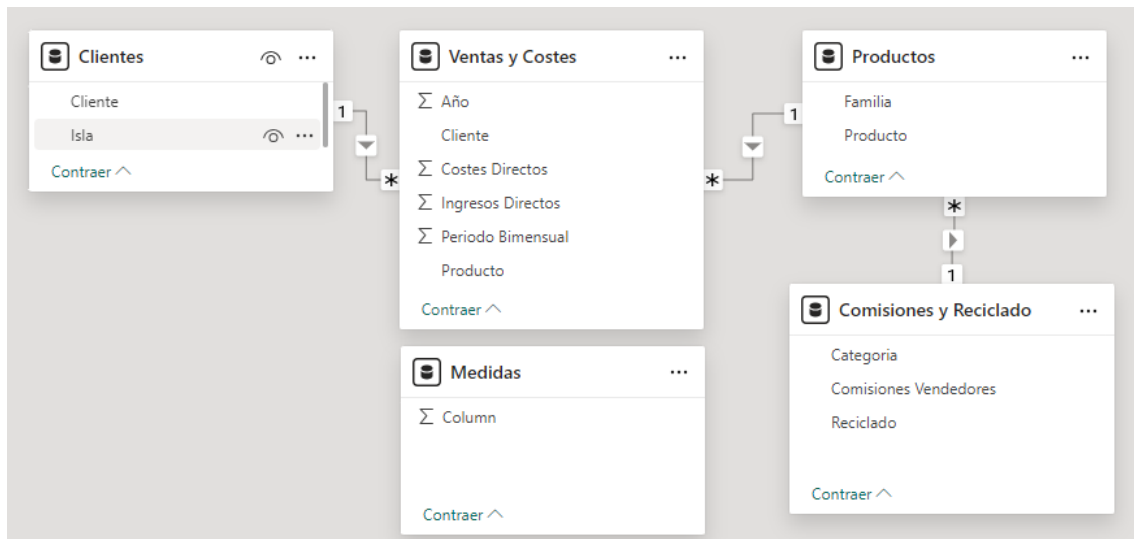 Clientes
Cliente
Isla
Contraer
1
*
Ventas y Costes
Σ Año
Cliente
Σ Costes Directos
Σ Ingresos Directos
Σ Periodo Bimensual
Producto
Contraer
*
1
Productos
Familia
Producto
Contraer
*
1
Medidas
Σ Column
Contraer
Comisiones y Reciclado
Categoria
Comisiones Vendedores
Reciclado
Contraer